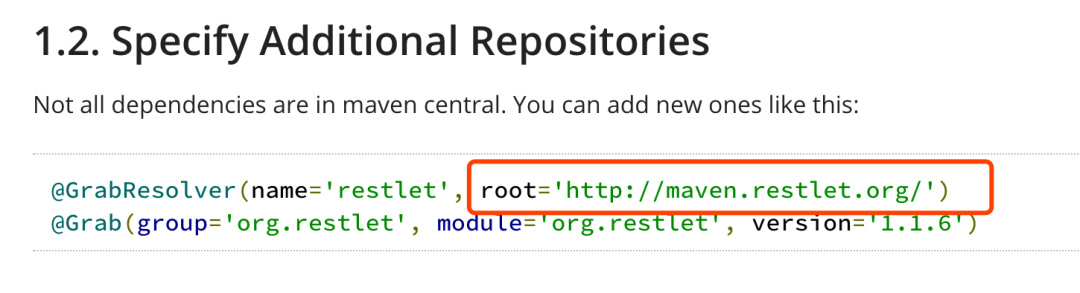 1.2. Specify Additional Repositories
Not all dependencies are in maven central. You can add new ones like this:
@GrabResolver(name='restlet', root='http://maven.restlet.org/')
@Grab(group='org.restlet', module='org.restlet', version='1.1.6')